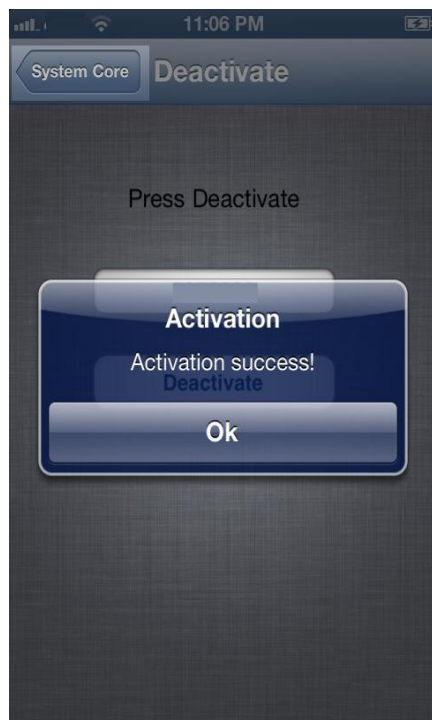 11:06 PM
System Core
Deactivate
Press Deactivate
Activation
Activation success!
Deactivate
Ok